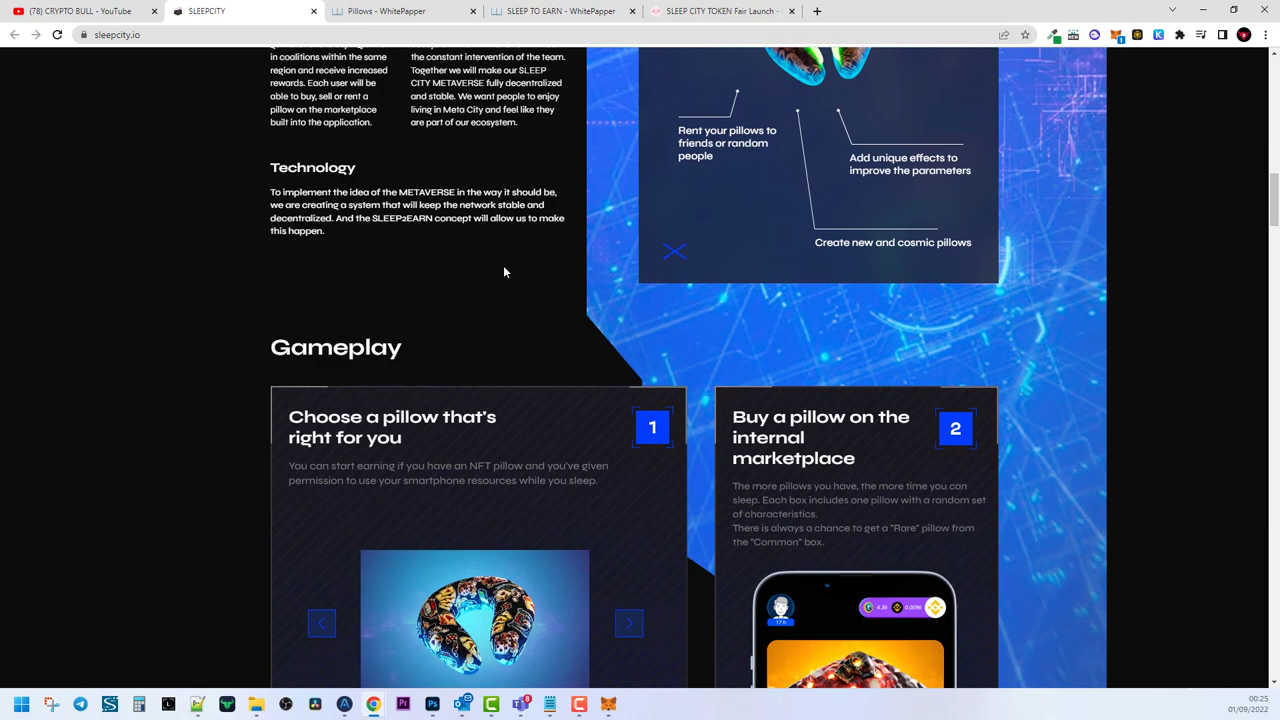 (78) CRYPTO BULL - YouTube
SLEEPCITY
Pillows - WhitePaper
SLEEP TO EARN - WhitePaper
SLEEP CITY TOKEN Fair Launch -
sleepcity.io
in coalitions within the same
region and receive increased
rewards. Each user will be
able to buy, sell or rent a
pillow on the marketplace
built into the application.
the constant intervention of the team.
Together we will make our SLEEP
CITY METAVERSE fully decentralized
and stable. We want people to enjoy
living in Meta City and feel like they
are part of our ecosystem.
Technology
To implement the idea of the METAVERSE in the way it should be,
we are creating a system that will keep the network stable and
decentralized. And the SLEEP2EARN concept will allow us to make
this happen.
Rent your pillows to
friends or random
people
Add unique effects to
improve the parameters
Create new and cosmic pillows
Gameplay
Choose a pillow that's
right for you
1
You can start earning if you have an NFT pillow and you've given
permission to use your smartphone resources while you sleep.
Buy a pillow on the
internal
marketplace
2
The more pillows you have, the more time you can
sleep. Each box includes one pillow with a random set
of characteristics.
There is always a chance to get a "Rare" pillow from
the "Common" box.
17 h
4.36
0.0096
00:25
01/09/2022